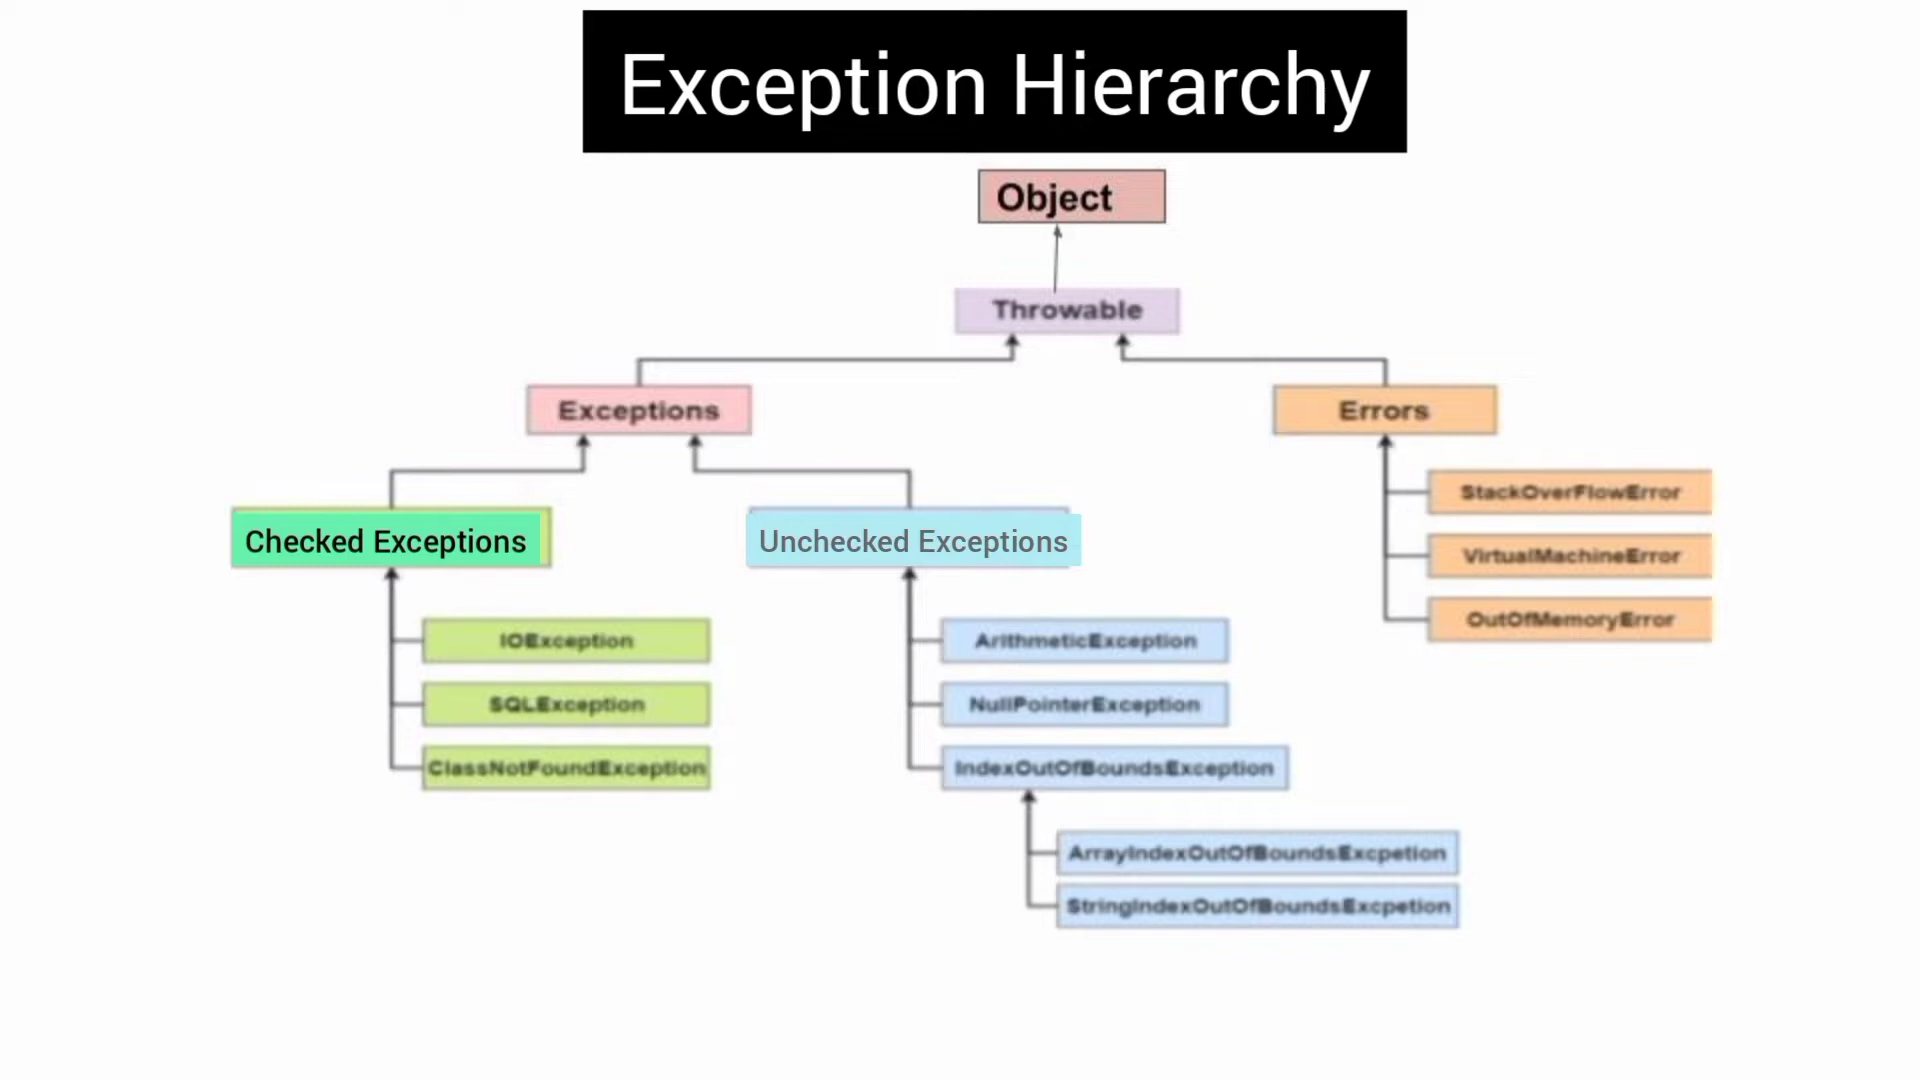 Exception Hierarchy
Object
Throwable
Exceptions
Errors
Checked Exceptions
Unchecked Exceptions
StackOverFlowError
VirtualMachineError
OutOfMemoryError
IOException
SQLException
ClassNotFoundException
ArithmeticException
NullPointerException
IndexOutOfBoundsException
ArrayIndexOutOfBoundsExcpetion
StringIndexOutOfBoundsExcpetion